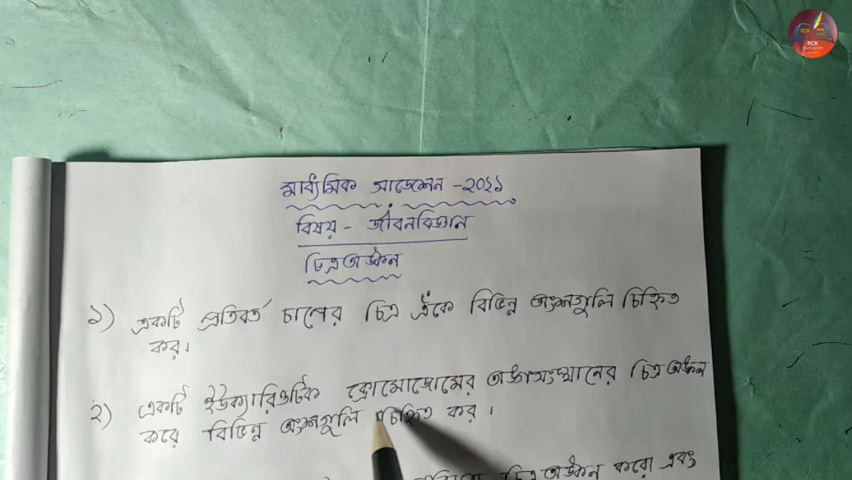 মাধ্যমিক সাজেশন - ২০২১
বিষয় - জীবনবিজ্ঞান
চিত্রঅঙ্কন
১) একটি প্রতিবর্ত চাপের চিত্র এঁকে বিভিন্ন অংশগুলি চিহ্নিত
কর।
২) একটি ইউক্যারিওটিক ক্রোমোজোমের অঙ্গসংস্থানের চিত্র অঙ্কন
করে বিভিন্ন অংশগুলি চিহ্নিত কর।
চিত্র অঙ্কন করো এবং